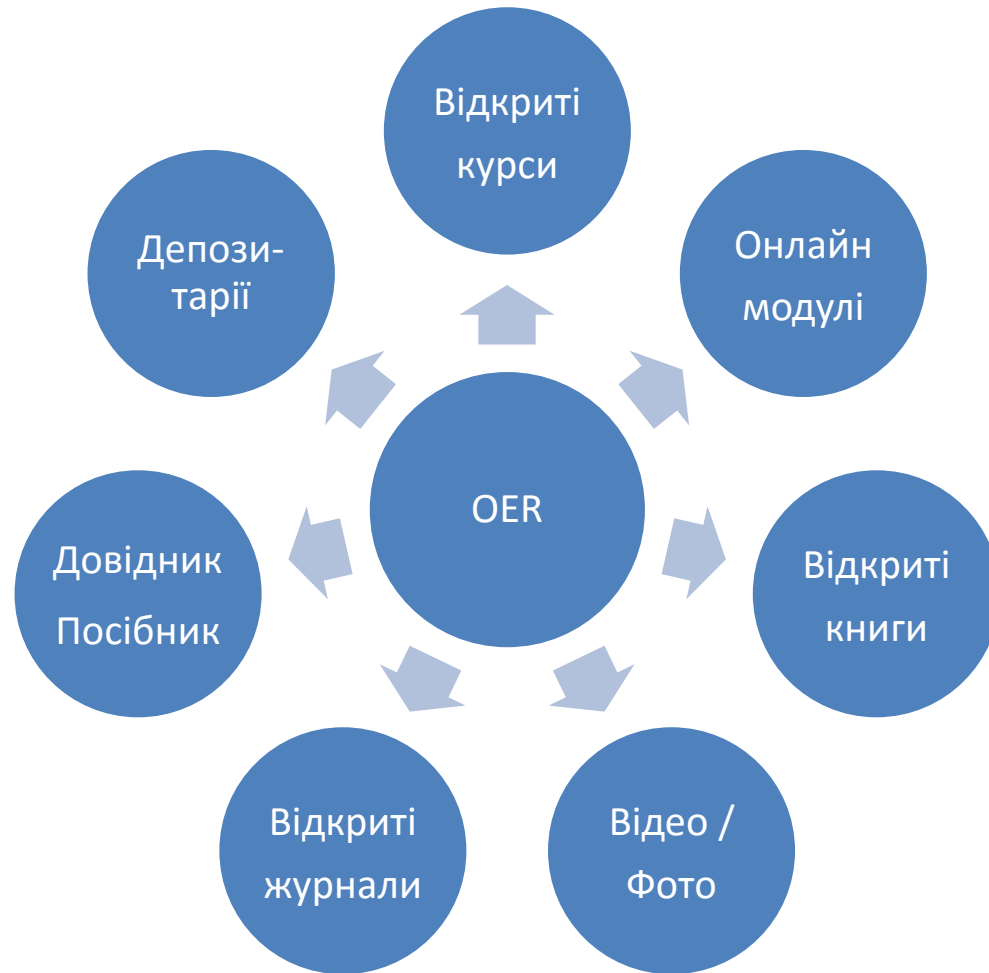 Відкриті
курси
Онлайн
модулі
Відкриті
книги
Відео /
Фото
Відкриті
журнали
Довідник
Посібник
Депози-
тарії
OER